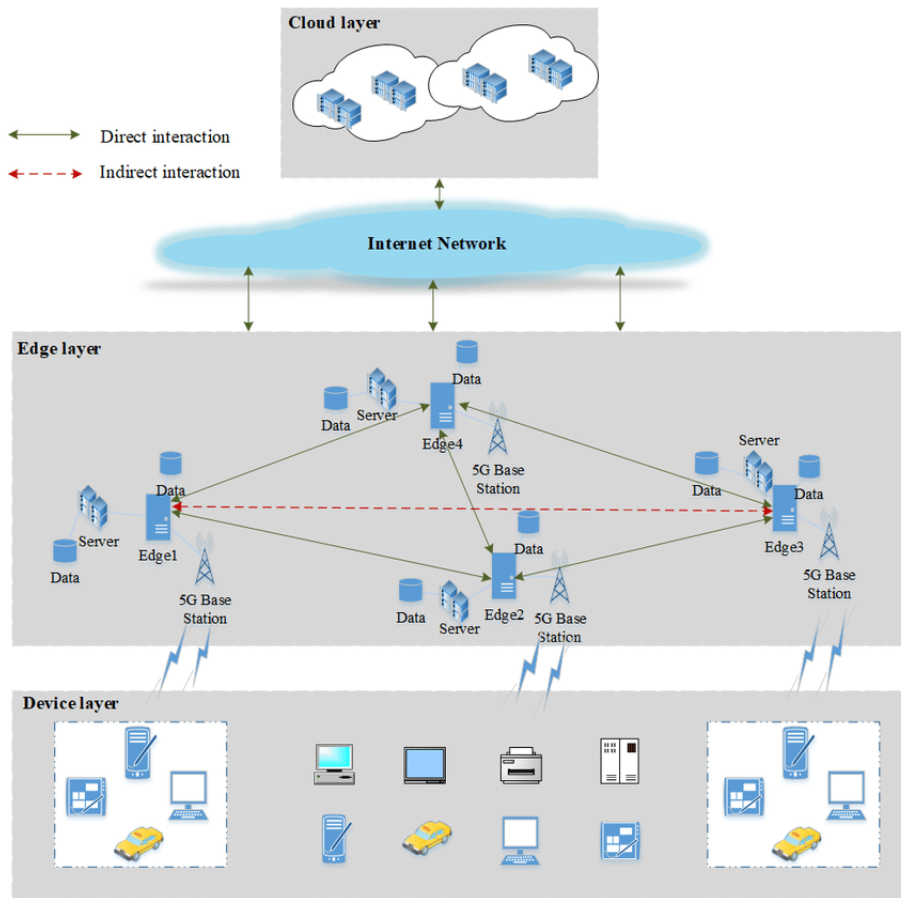 Cloud layer
Direct interaction
Indirect interaction
Internet Network
Edge layer
Data
Server
Data
Edge4
5G Base
Station
Server
Data
Data
Edge3
5G Base
Station
Data
Server
Data
Edge1
5G Base
Station
Data
Data
Server
Edge2
5G Base
Station
Device layer